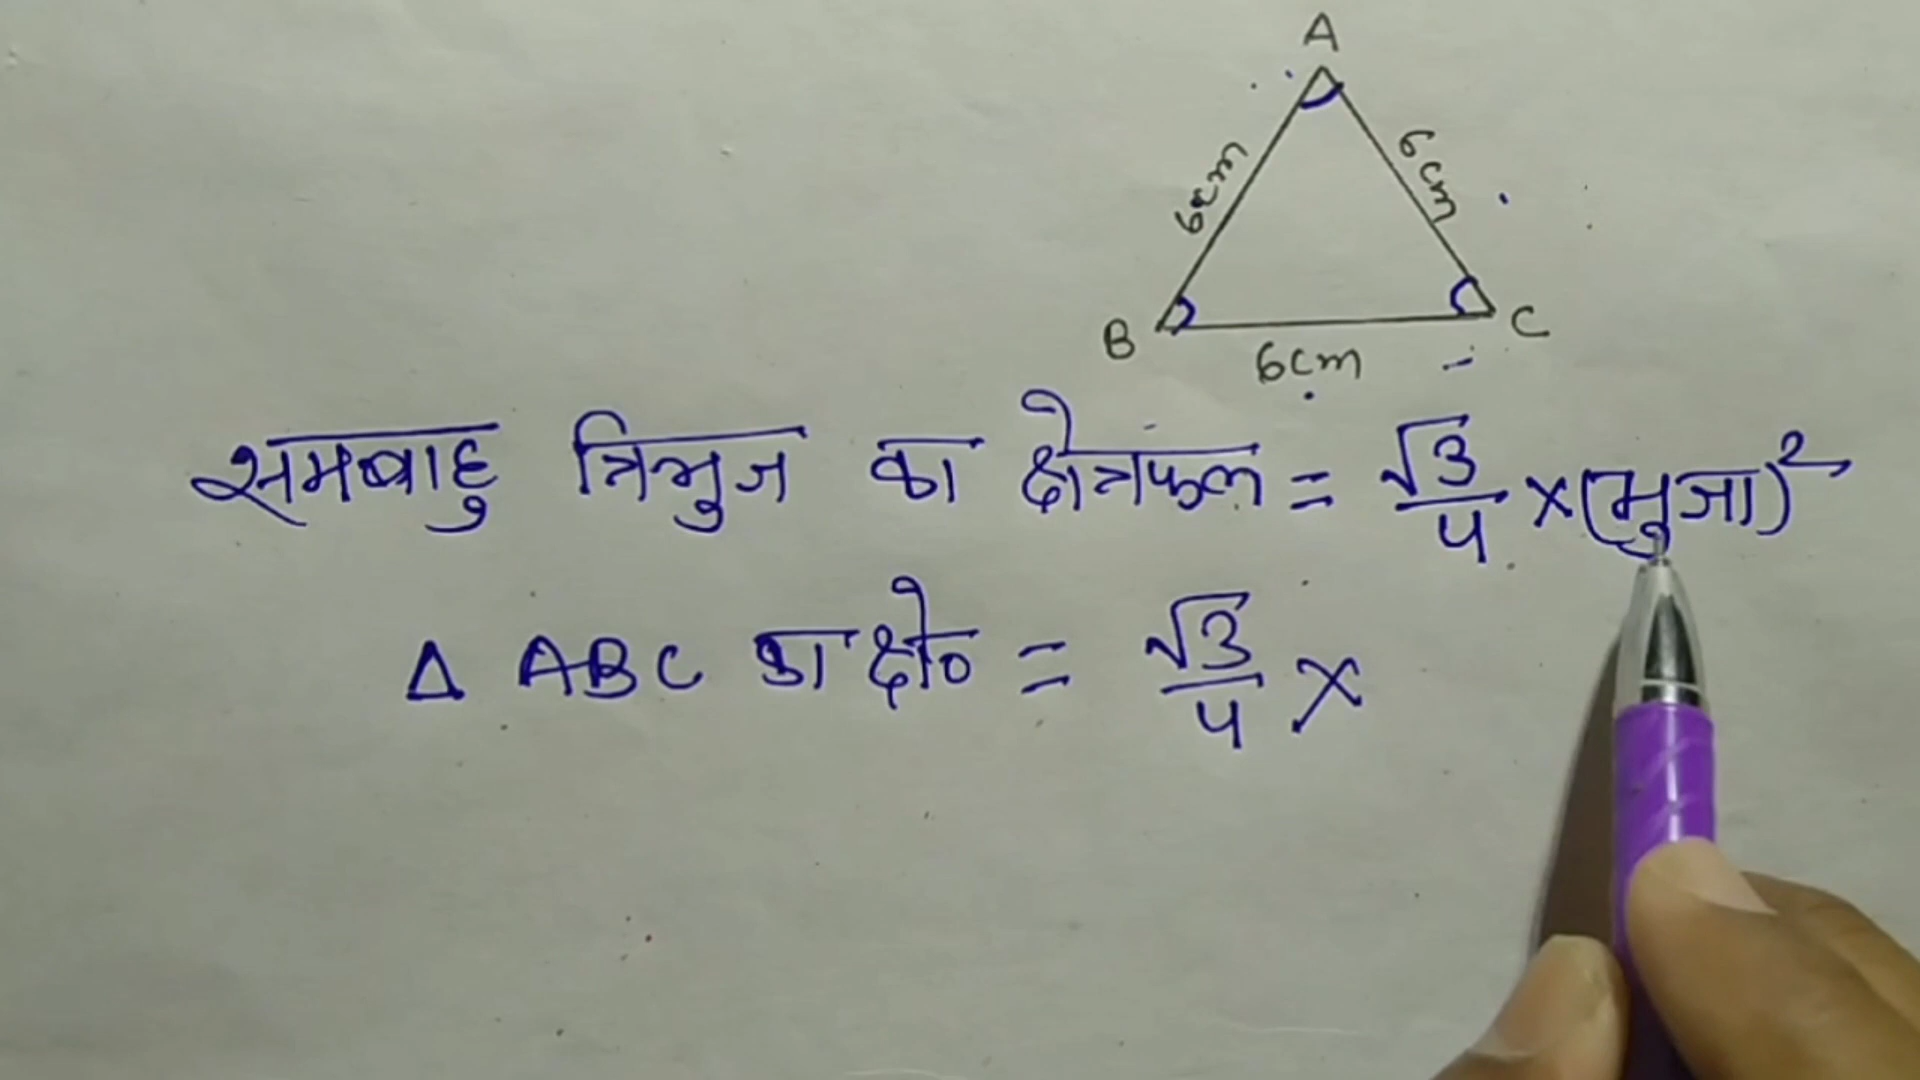 A
6cm 6cm
B C
6cm
समबाहु त्रिभुज का क्षेत्रफल = √3/4 × (भुजा)²
Δ ABC का क्षे० = √3/4 ×